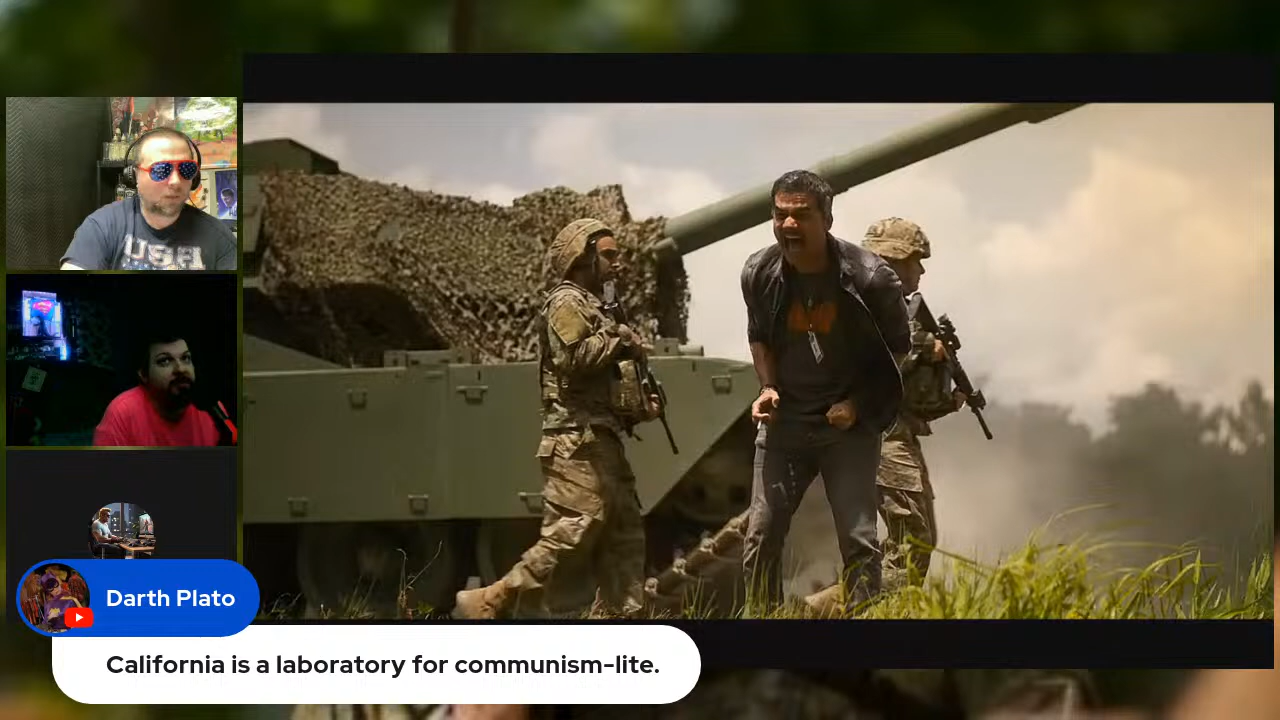 USA
Darth Plato
California is a laboratory for communism-lite.